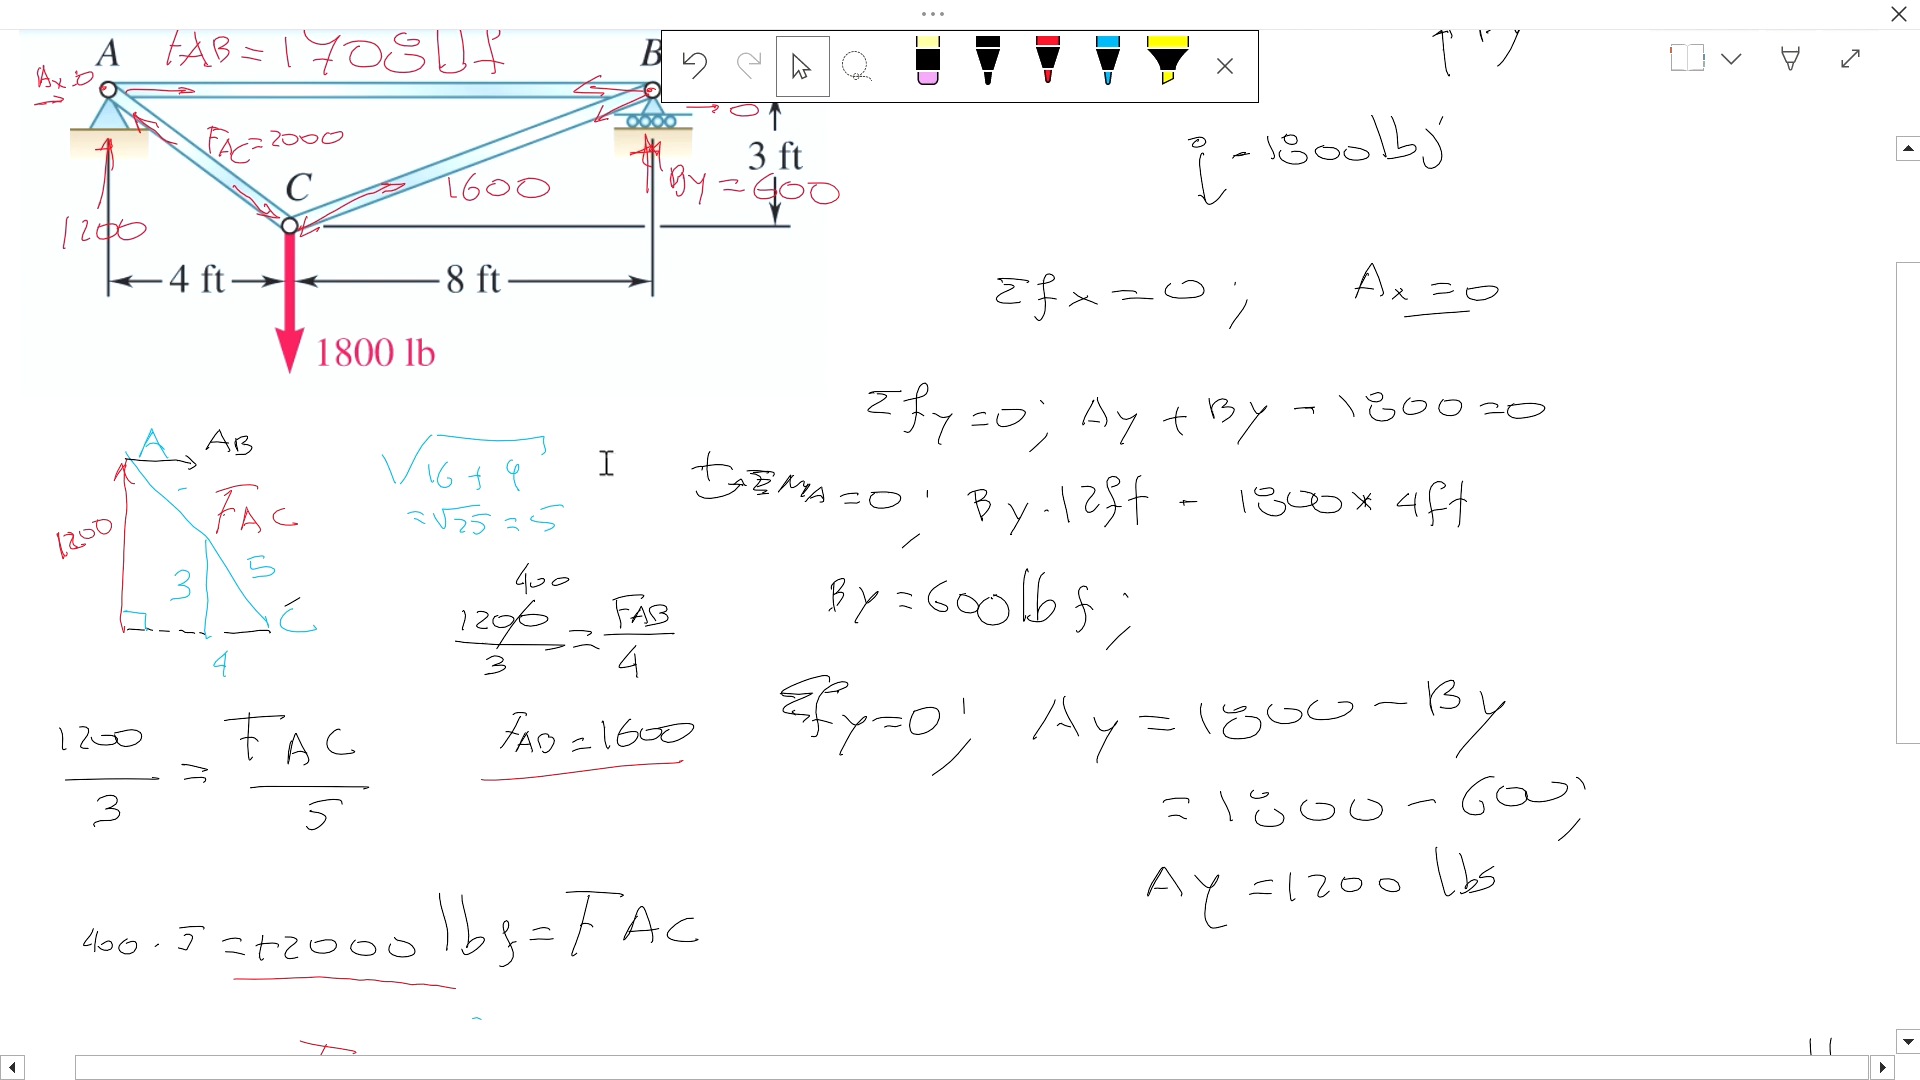 A
FAB = 1708 lbf
B
By
Ax=0
0
FAC=2000
3 ft
- 1800 lbj
C
1600
By = 600
1200
4 ft
8 ft
Σfx = 0 ; Ax = 0
1800 lb
Σfy = 0 ; Ay + By - 1800 = 0
A
AB
√16 + 9
= √25 = 5
ΣMA = 0 ; By . 12ft - 1800 * 4ft
FAC
1200
3
5
C
4
400
1200/3 = FAB/4
By = 600 lbf ;
1200/3 = FAC/5
FAB = 1600
Σfy = 0 ; Ay = 1800 - By
= 1800 - 600 ;
Ay = 1200 lbs
400 . 5 = +2000 lbf = FAC